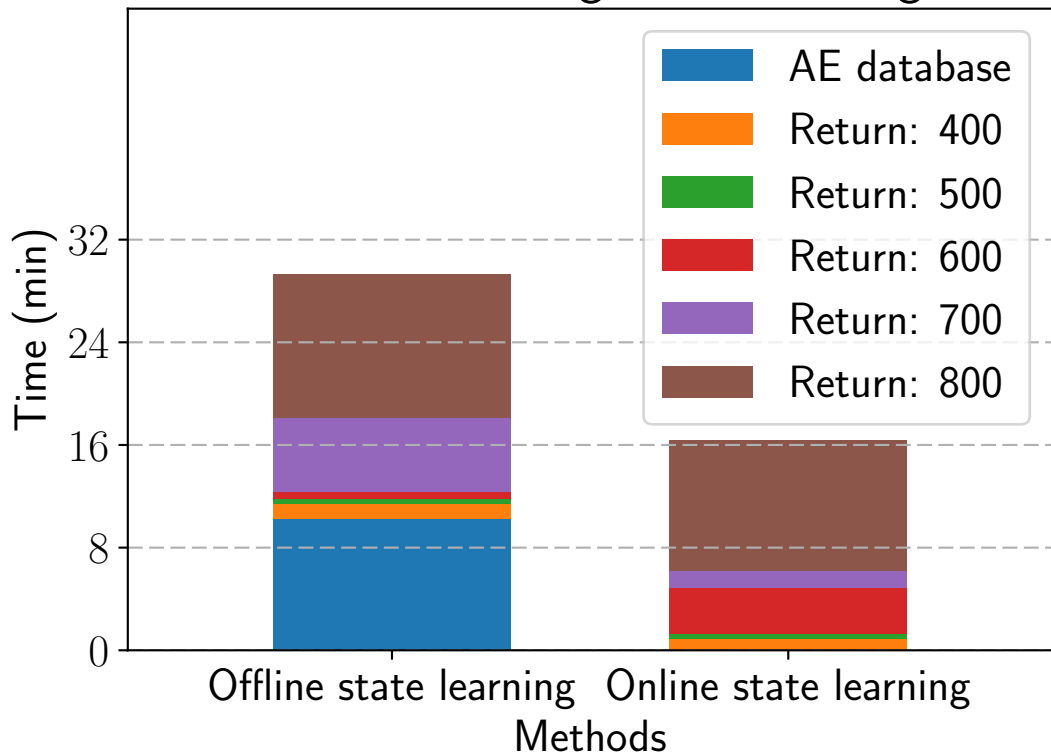 AE database
Return: 400
Return: 500
Return: 600
Return: 700
Return: 800
Time (min)
32
24
16
8
0
Offline state learning
Online state learning
Methods